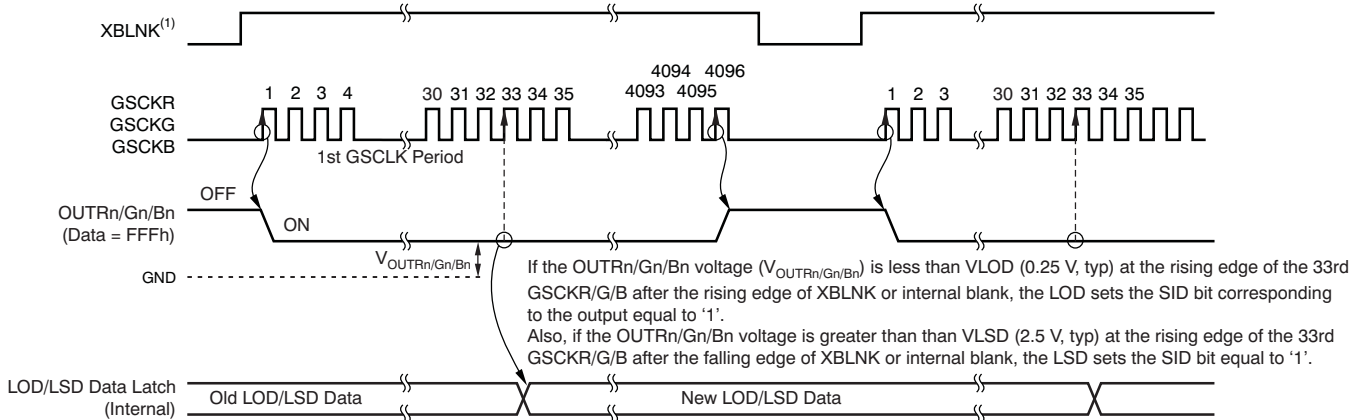 XBLNK(1)
4094 4096
GSCKR
GSCKG
GSCKB
1 2 3 4 30 31 32 33 34 35 4093 4095 1 2 3 30 31 32 33 34 35
1st GSCLK Period
OFF
OUTRn/Gn/Bn
(Data = FFFh)
ON
VOUTRn/Gn/Bn
GND
If the OUTRn/Gn/Bn voltage (VOUTRn/Gn/Bn) is less than VLOD (0.25 V, typ) at the rising edge of the 33rd
GSCKR/G/B after the rising edge of XBLNK or internal blank, the LOD sets the SID bit corresponding
to the output equal to ‘1’.
Also, if the OUTRn/Gn/Bn voltage is greater than than VLSD (2.5 V, typ) at the rising edge of the 33rd
GSCKR/G/B after the falling edge of XBLNK or internal blank, the LSD sets the SID bit equal to ‘1’.
LOD/LSD Data Latch
(Internal)
Old LOD/LSD Data
New LOD/LSD Data